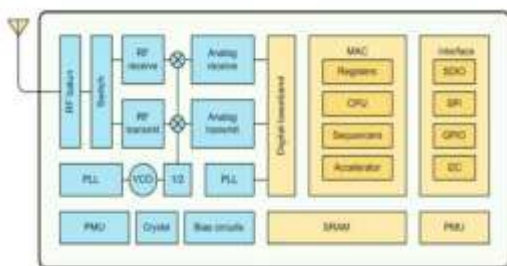 RF balun
Switch
RF
receive
RF
transmit
Analog
receive
Analog
transmit
Digital baseband
MAC
Registers
CPU
Sequencers
Accelerator
Interface
SDIO
SPI
GPIO
I2C
PLL
VCO
1/2
PLL
PMU
Crystal
Bias circuits
SRAM
PMU